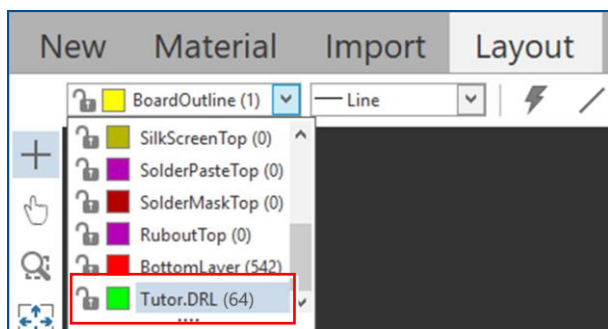 New Material Import Layout
BoardOutline (1) Line
SilkScreenTop (0)
SolderPasteTop (0)
SolderMaskTop (0)
RuboutTop (0)
BottomLayer (542)
Tutor.DRL (64)